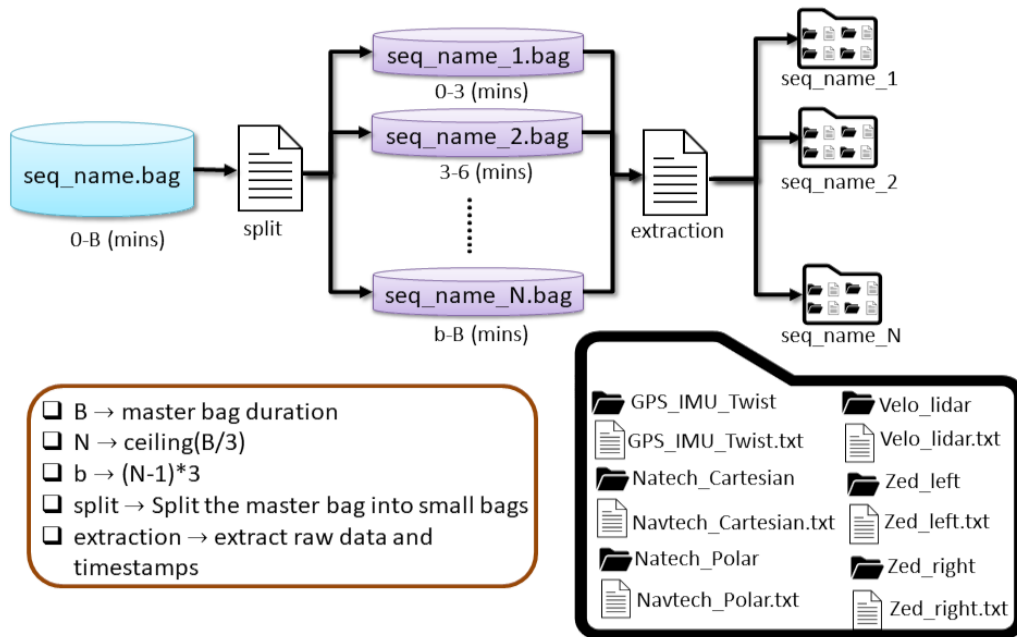 seq_name.bag
0-B (mins)
split
seq_name_1.bag
0-3 (mins)
seq_name_2.bag
3-6 (mins)
seq_name_N.bag
b-B (mins)
extraction
seq_name_1
seq_name_2
seq_name_N
B → master bag duration
N → ceiling(B/3)
b → (N-1)*3
split → Split the master bag into small bags
extraction → extract raw data and
timestamps
GPS_IMU_Twist
GPS_IMU_Twist.txt
Natech_Cartesian
Navtech_Cartesian.txt
Natech_Polar
Navtech_Polar.txt
Velo_lidar
Velo_lidar.txt
Zed_left
Zed_left.txt
Zed_right
Zed_right.txt